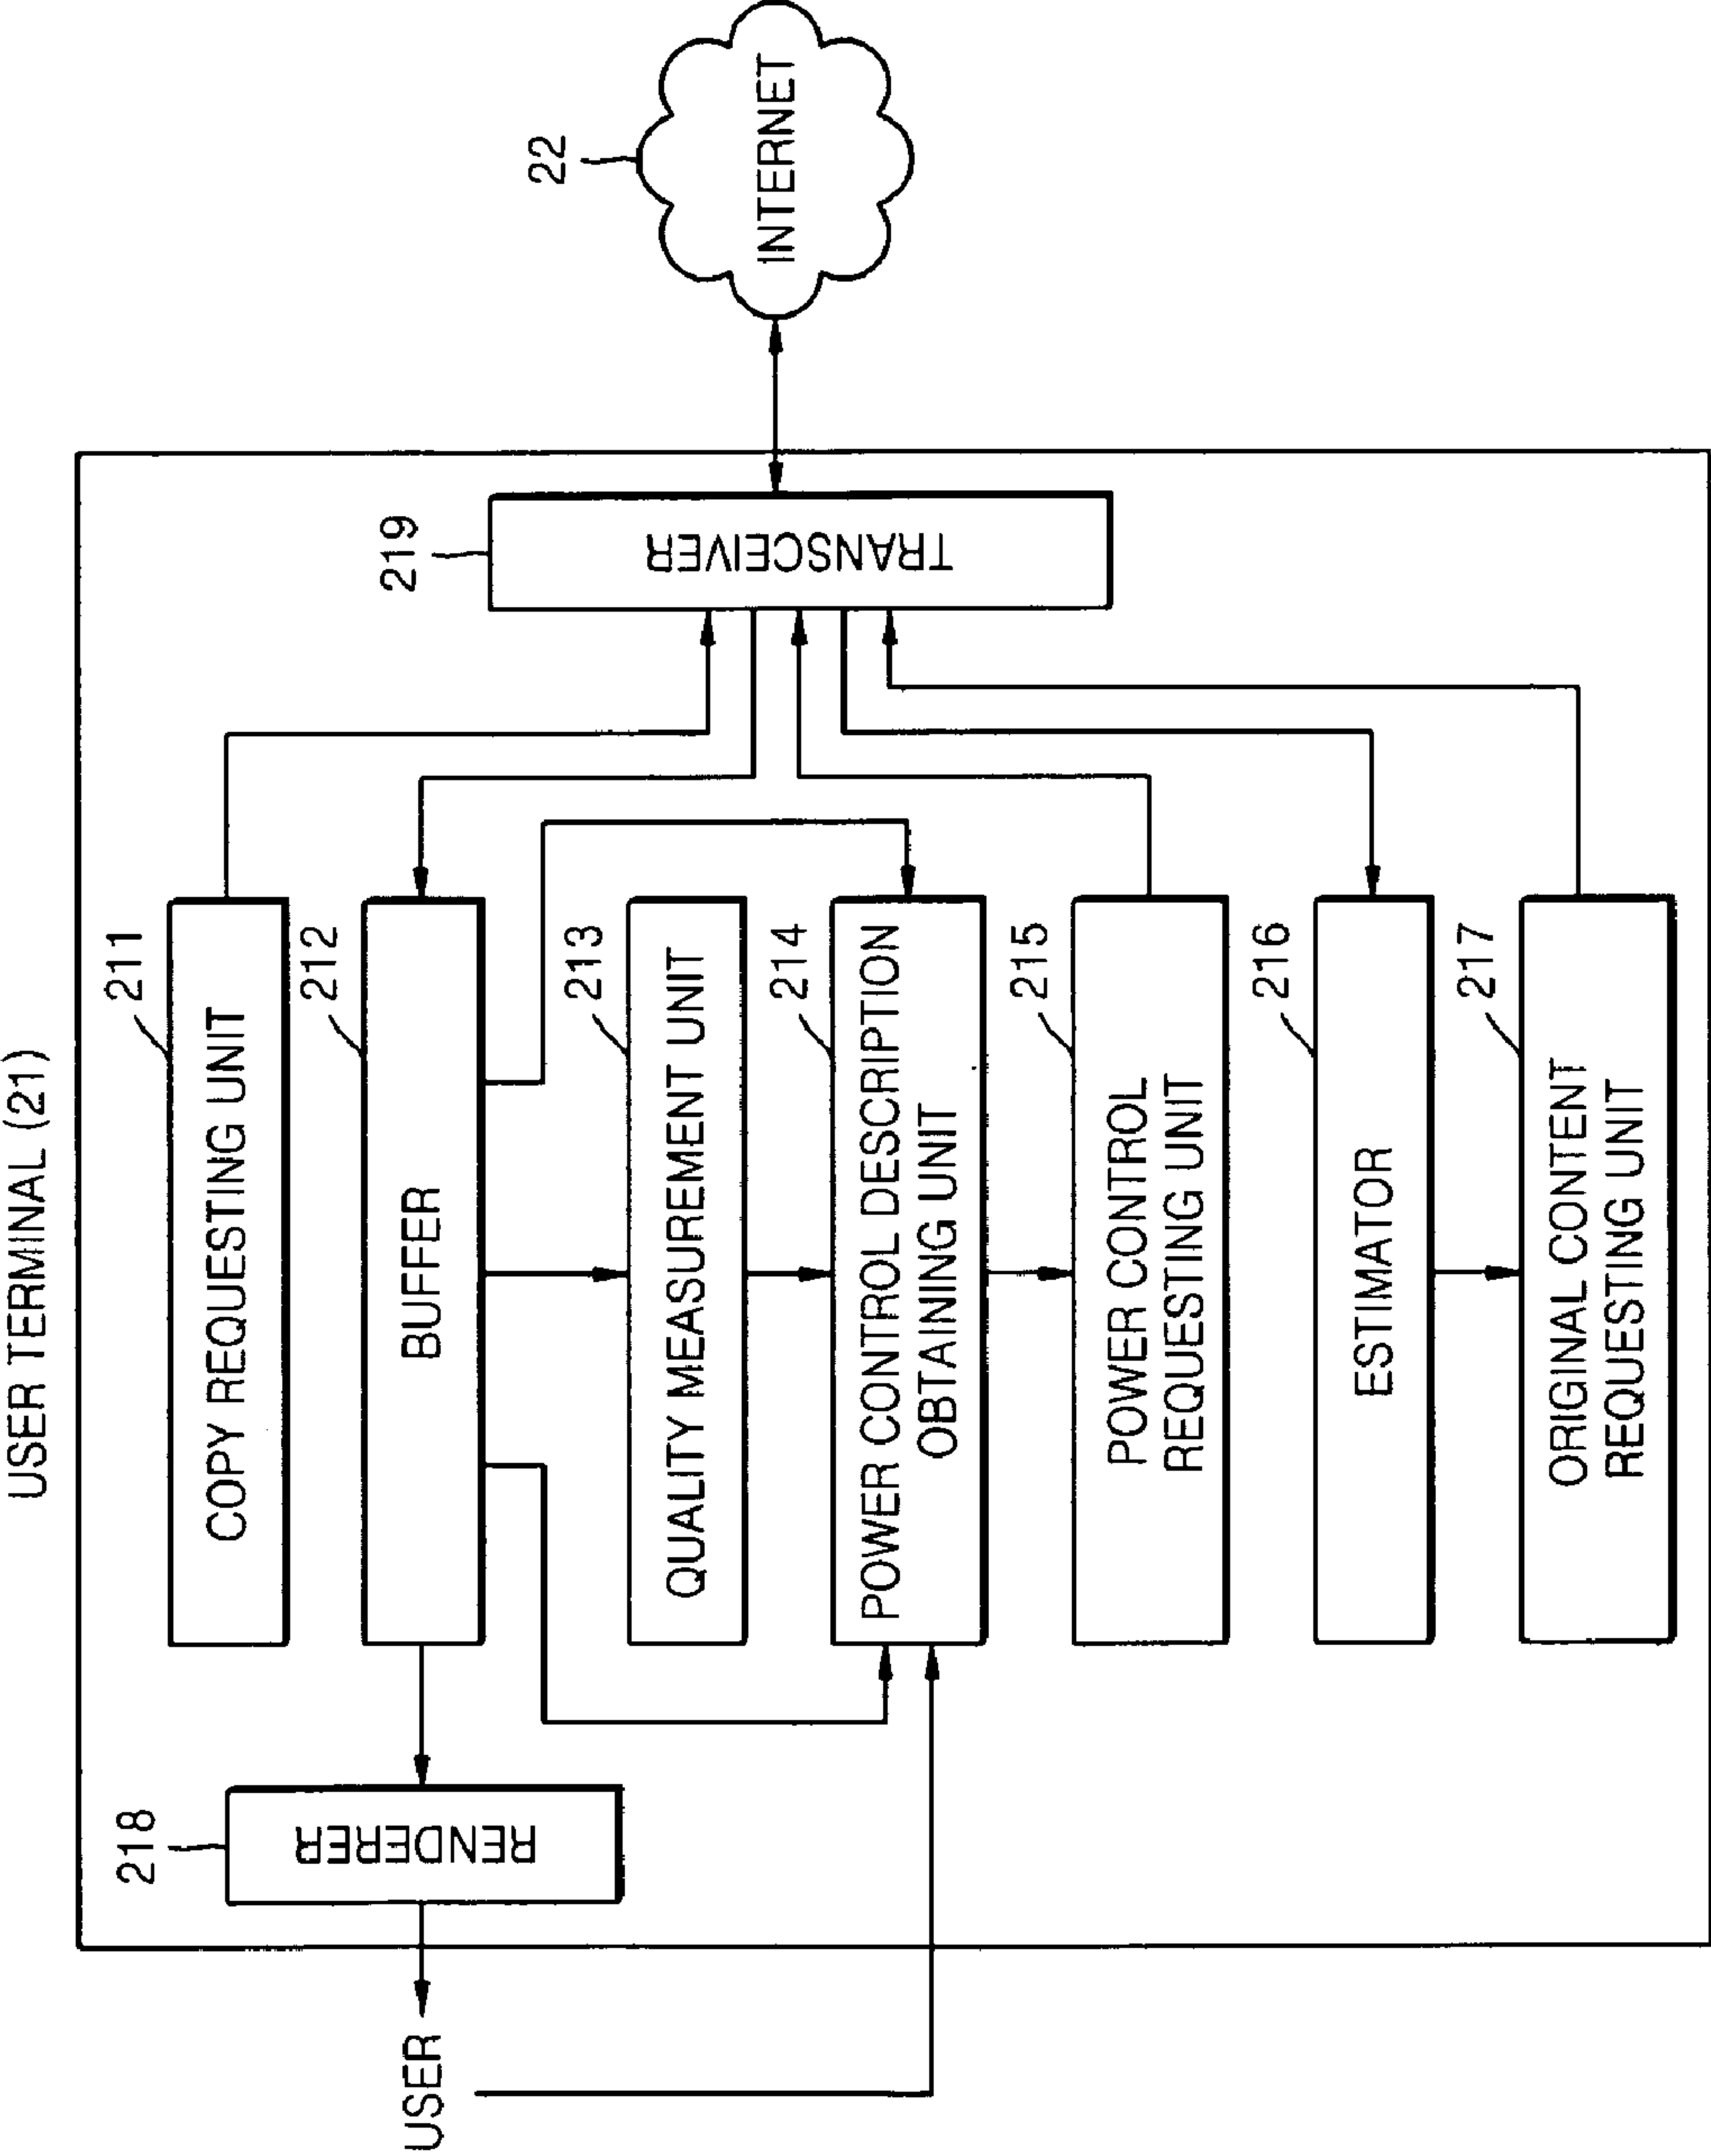 USER TERMINAL (21)
211
COPY REQUESTING UNIT
212
BUFFER
213
QUALITY MEASUREMENT UNIT
214
POWER CONTROL DESCRIPTION
OBTAINING UNIT
215
POWER CONTROL
REQUESTING UNIT
216
ESTIMATOR
217
ORIGINAL CONTENT
REQUESTING UNIT
218
RENDERER
USER
219
TRANSCEIVER
22
INTERNET